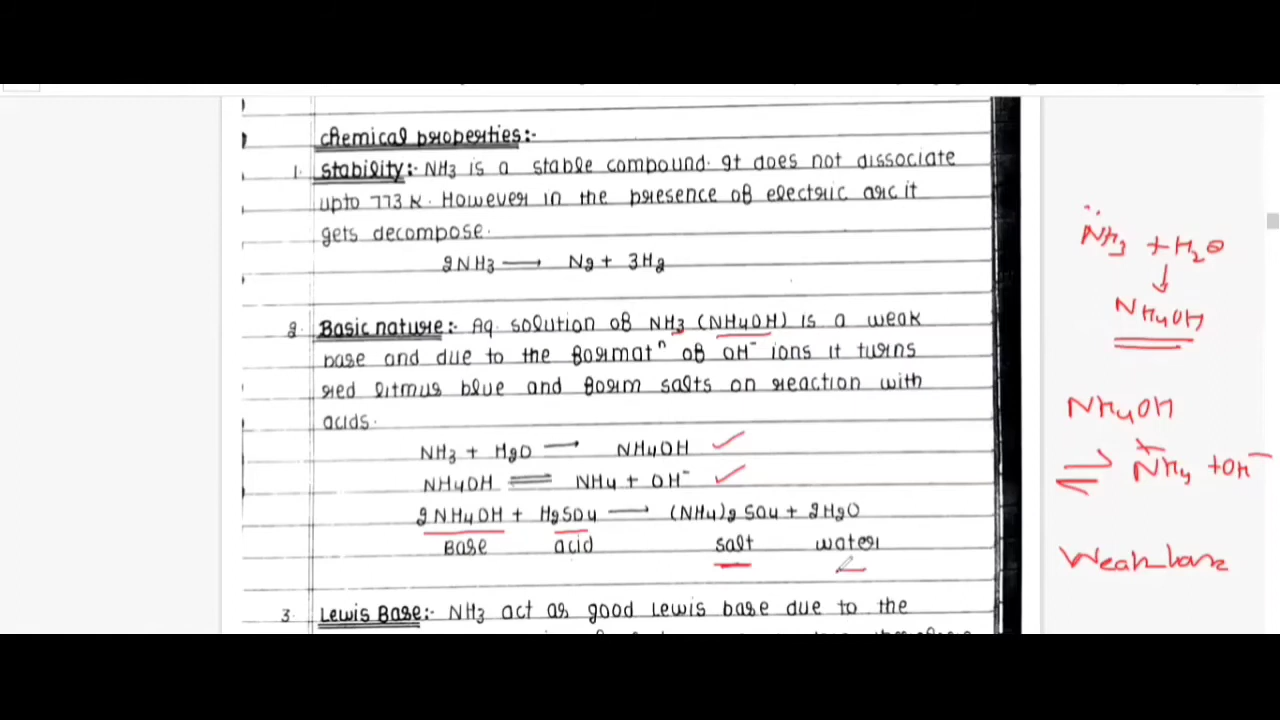 chemical properties:-
1. Stability:- NH3 is a stable compound. It does not dissociate
upto 773 K. However in the presence of electric arc it
gets decompose.
2NH3 ⟶ N2 + 3H2
2. Basic nature:- Aq. solution of NH3 (NH4OH) is a weak
base and due to the formatⁿ of OH⁻ ions it turns
red litmus blue and form salts on reaction with
acids.
NH3 + H2O ⟶ NH4OH
NH4OH ⇌ NH4 + OH⁻
2NH4OH + H2SO4 ⟶ (NH4)2SO4 + 2H2O
Base acid salt water
3. Lewis Base:- NH3 act as good Lewis base due to the
NH3 + H2O
↓
NH4OH
NH4OH
⇌ NH4 + OH⁻
Weak base